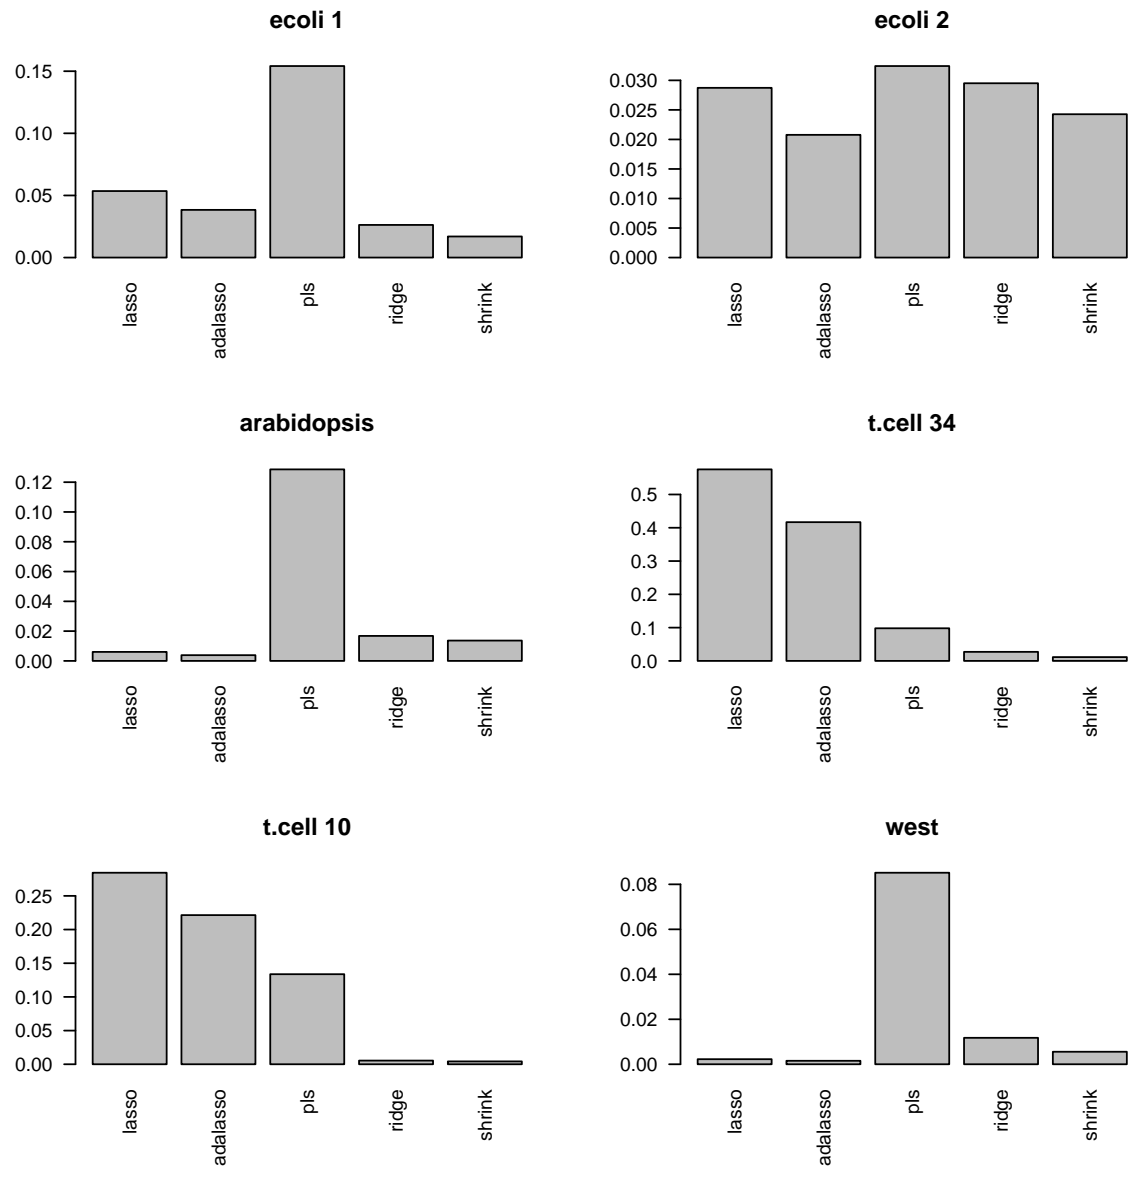 ecoli 1
0.15
0.10
0.05
0.00
lasso
adalasso
pls
ridge
shrink
ecoli 2
0.030
0.025
0.020
0.015
0.010
0.005
0.000
lasso
adalasso
pls
ridge
shrink
arabidopsis
0.12
0.10
0.08
0.06
0.04
0.02
0.00
lasso
adalasso
pls
ridge
shrink
t.cell 34
0.5
0.4
0.3
0.2
0.1
0.0
lasso
adalasso
pls
ridge
shrink
t.cell 10
0.25
0.20
0.15
0.10
0.05
0.00
lasso
adalasso
pls
ridge
shrink
west
0.08
0.06
0.04
0.02
0.00
lasso
adalasso
pls
ridge
shrink